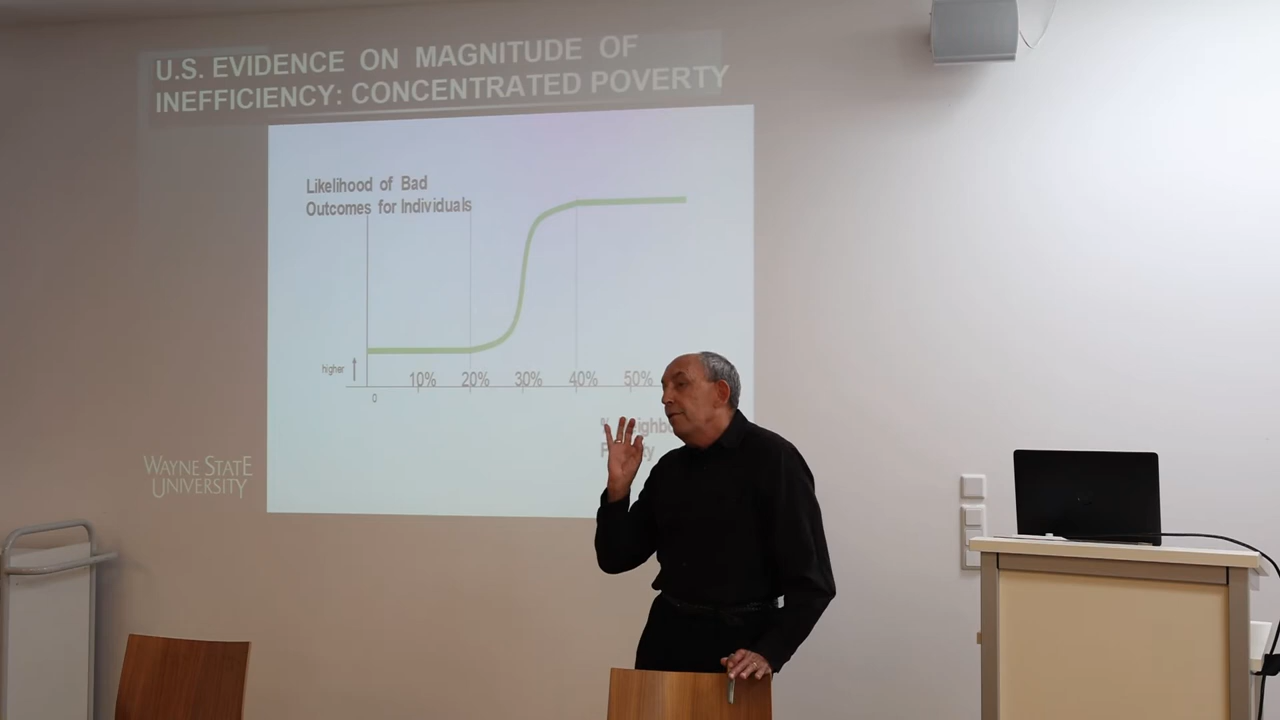 U.S. EVIDENCE ON MAGNITUDE OF
INEFFICIENCY: CONCENTRATED POVERTY
Likelihood of Bad
Outcomes for Individuals
higher
0
10% 20% 30% 40% 50%
%
WAYNE STATE
UNIVERSITY